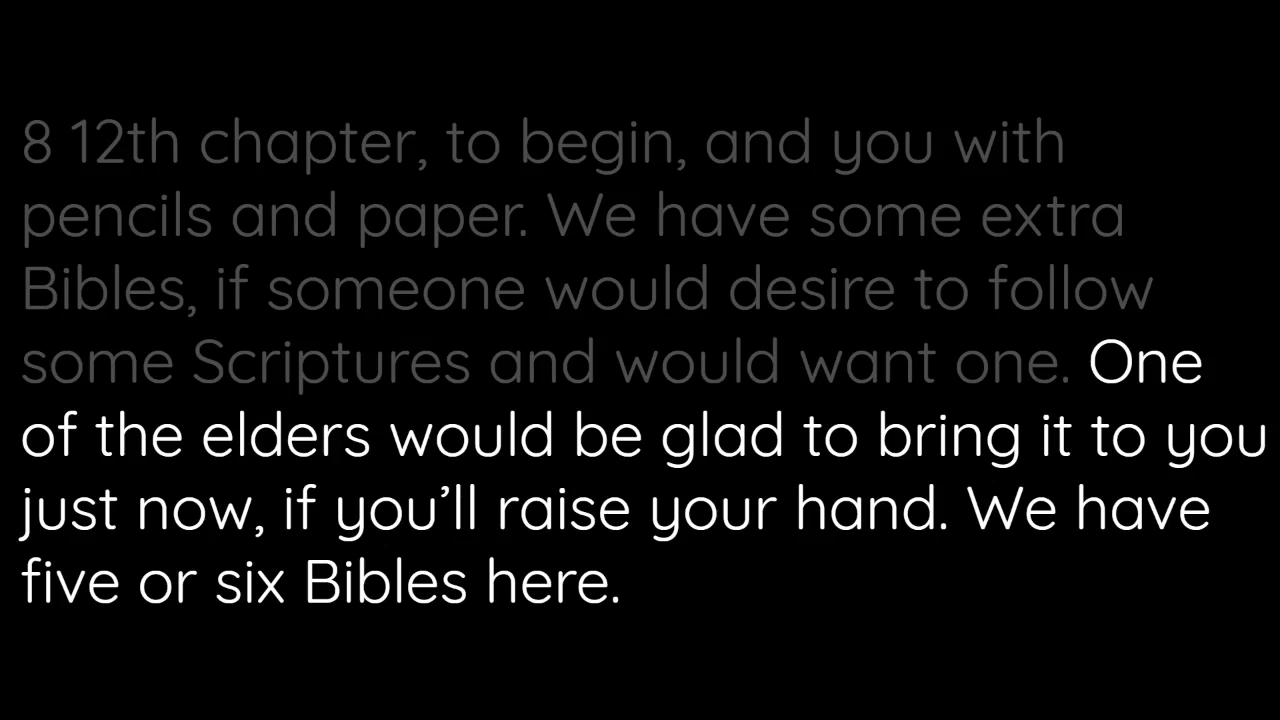 8 12th chapter, to begin, and you with
pencils and paper. We have some extra
Bibles, if someone would desire to follow
some Scriptures and would want one. One
of the elders would be glad to bring it to you
just now, if you’ll raise your hand. We have
five or six Bibles here.